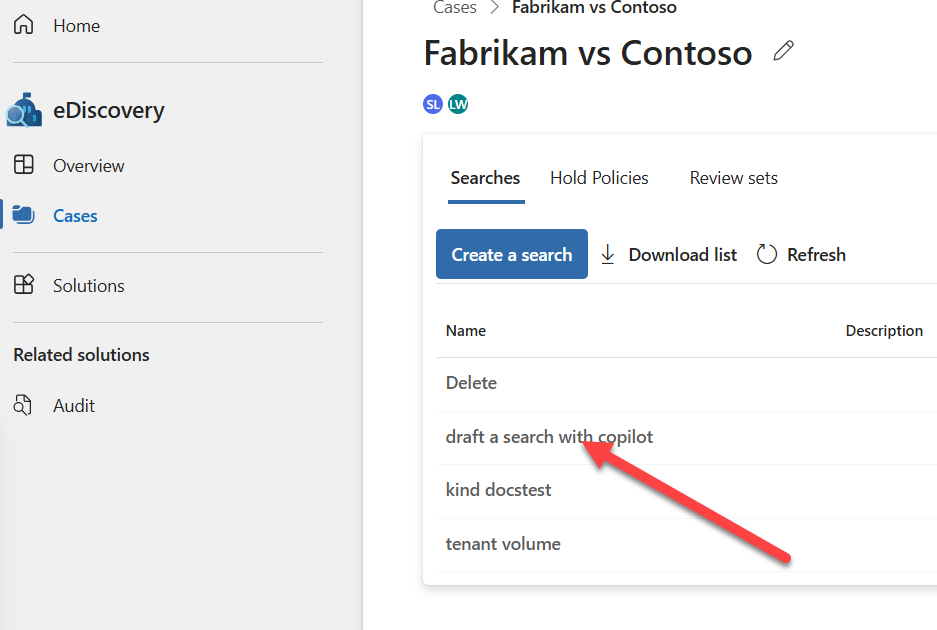 Home
eDiscovery
Overview
Cases
Solutions
Related solutions
Audit
Cases > Fabrikam vs Contoso
Fabrikam vs Contoso
SL LW
Searches Hold Policies Review sets
Create a search Download list Refresh
Name Description
Delete
draft a search with copilot
kind docstest
tenant volume